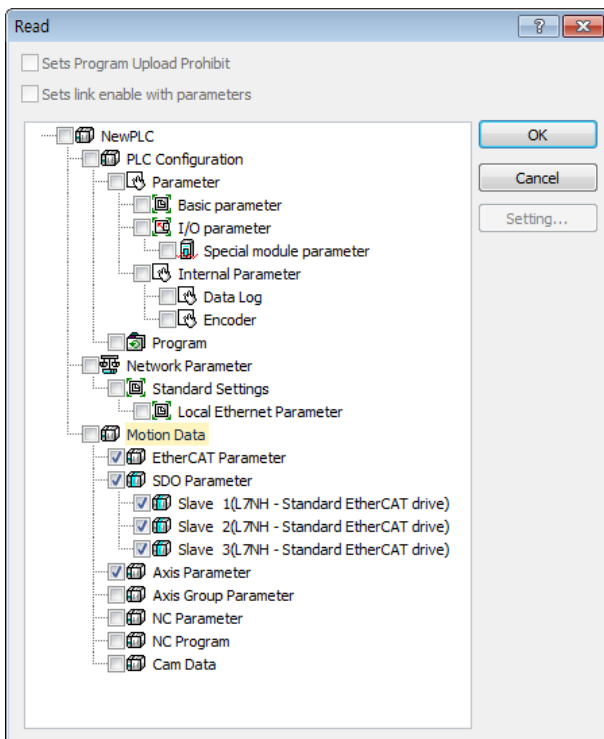 Read
Sets Program Upload Prohibit
Sets link enable with parameters
NewPLC
PLC Configuration
Parameter
Basic parameter
I/O parameter
Special module parameter
Internal Parameter
Data Log
Encoder
Program
Network Parameter
Standard Settings
Local Ethernet Parameter
Motion Data
EtherCAT Parameter
SDO Parameter
Slave 1(L7NH - Standard EtherCAT drive)
Slave 2(L7NH - Standard EtherCAT drive)
Slave 3(L7NH - Standard EtherCAT drive)
Axis Parameter
Axis Group Parameter
NC Parameter
NC Program
Cam Data
OK
Cancel
Setting...